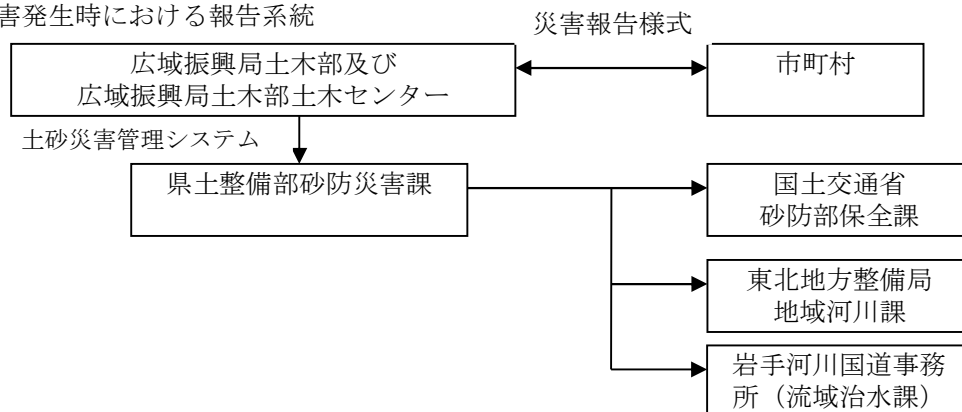 害発生時における報告系統
災害報告様式
広域振興局土木部及び
広域振興局土木部土木センター
市町村
土砂災害管理システム
県土整備部砂防災害課
国土交通省
砂防部保全課
東北地方整備局
地域河川課
岩手河川国道事務
所（流域治水課）